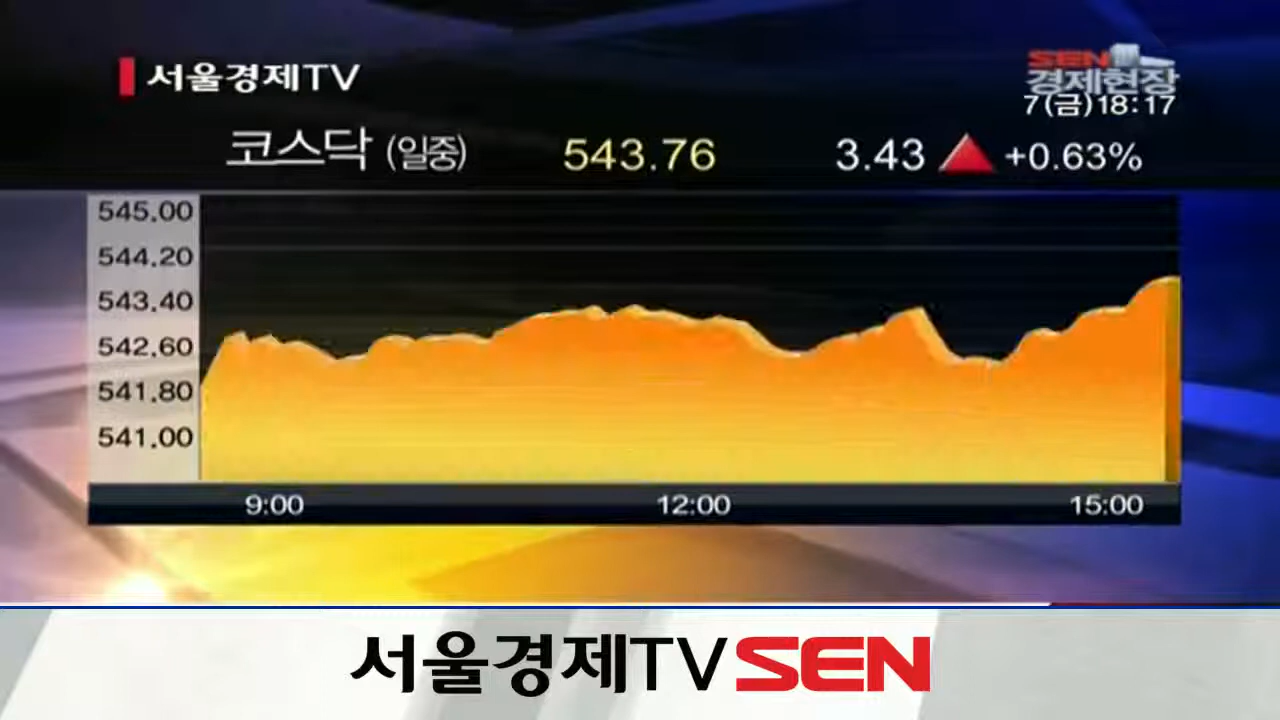 서울경제TV
SEN
경제현장
7(금)18:17
코스닥 (일중) 543.76 3.43 ▲ +0.63%
545.00
544.20
543.40
542.60
541.80
541.00
9:00 12:00 15:00
서울경제TV SEN